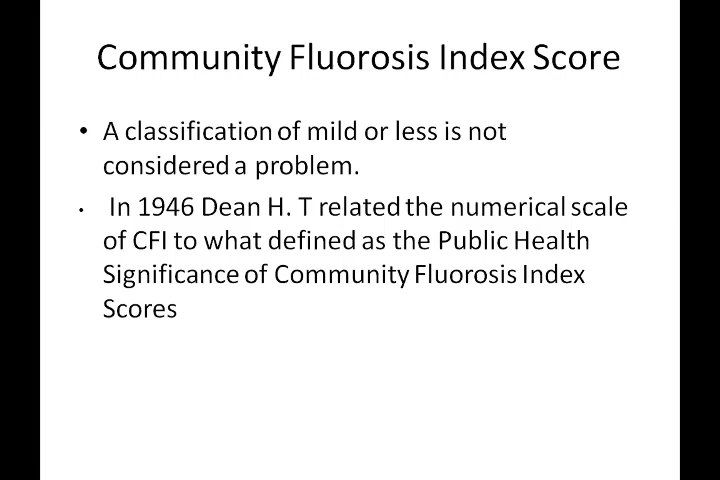 Community Fluorosis Index Score
• A classification of mild or less is not
considered a problem.
• In 1946 Dean H. T related the numerical scale
of CFI to what defined as the Public Health
Significance of Community Fluorosis Index
Scores